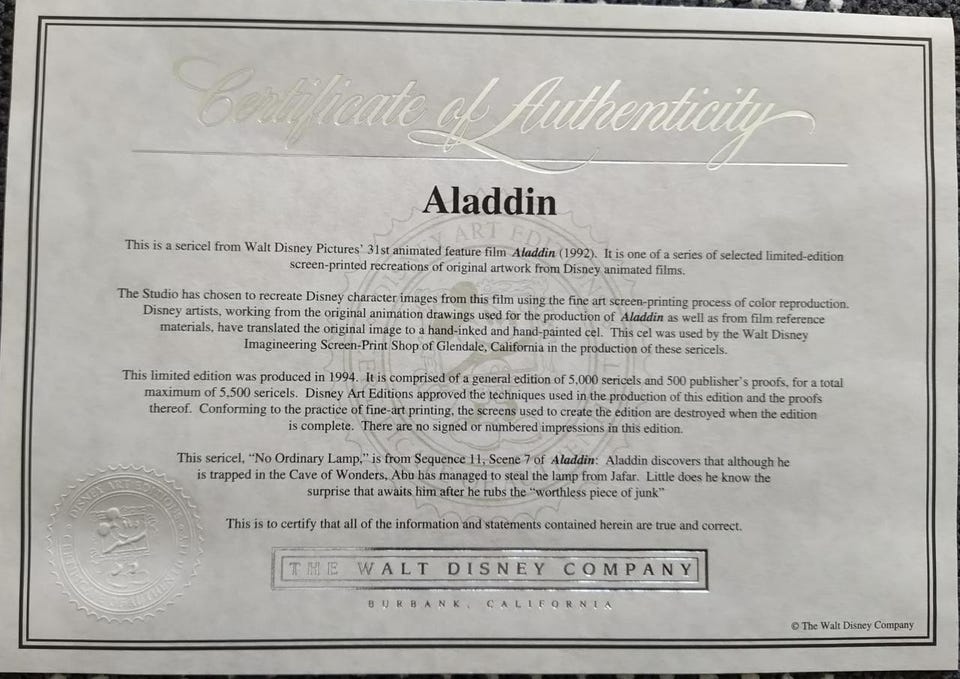 Certificate of Authenticity
Aladdin
This is a sericel from Walt Disney Pictures' 31st animated feature film Aladdin (1992). It is one of a series of selected limited-edition
screen-printed recreations of original artwork from Disney animated films.
The Studio has chosen to recreate Disney character images from this film using the fine art screen-printing process of color reproduction.
Disney artists, working from the original animation drawings used for the production of Aladdin as well as from film reference
materials, have translated the original image to a hand-inked and hand-painted cel. This cel was used by the Walt Disney
Imagineering Screen-Print Shop of Glendale, California in the production of these sericels.
This limited edition was produced in 1994. It is comprised of a general edition of 5,000 sericels and 500 publisher's proofs, for a total
maximum of 5,500 sericels. Disney Art Editions approved the techniques used in the production of this edition and the proofs
thereof. Conforming to the practice of fine-art printing, the screens used to create the edition are destroyed when the edition
is complete. There are no signed or numbered impressions in this edition.
This sericel, "No Ordinary Lamp," is from Sequence 11, Scene 7 of Aladdin: Aladdin discovers that although he
is trapped in the Cave of Wonders, Abu has managed to steal the lamp from Jafar. Little does he know the
surprise that awaits him after he rubs the "worthless piece of junk"
This is to certify that all of the information and statements contained herein are true and correct.
THE WALT DISNEY COMPANY
BURBANK, CALIFORNIA
© The Walt Disney Company
DISNEY ART EDITIONS